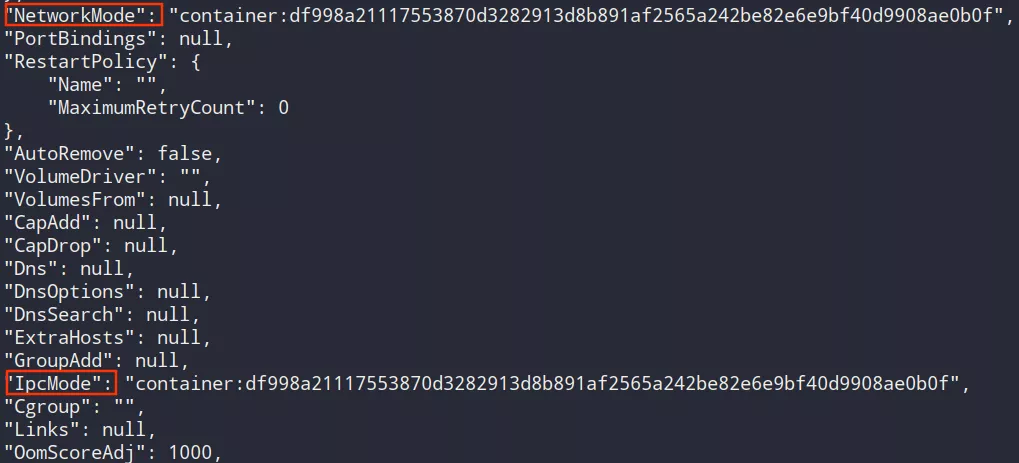 },
"NetworkMode": "container:df998a21117553870d3282913d8b891af2565a242be82e6e9bf40d9908ae0b0f",
"PortBindings": null,
"RestartPolicy": {
"Name": "",
"MaximumRetryCount": 0
},
"AutoRemove": false,
"VolumeDriver": "",
"VolumesFrom": null,
"CapAdd": null,
"CapDrop": null,
"Dns": null,
"DnsOptions": null,
"DnsSearch": null,
"ExtraHosts": null,
"GroupAdd": null,
"IpcMode": "container:df998a21117553870d3282913d8b891af2565a242be82e6e9bf40d9908ae0b0f",
"Cgroup": "",
"Links": null,
"OomScoreAdj": 1000,